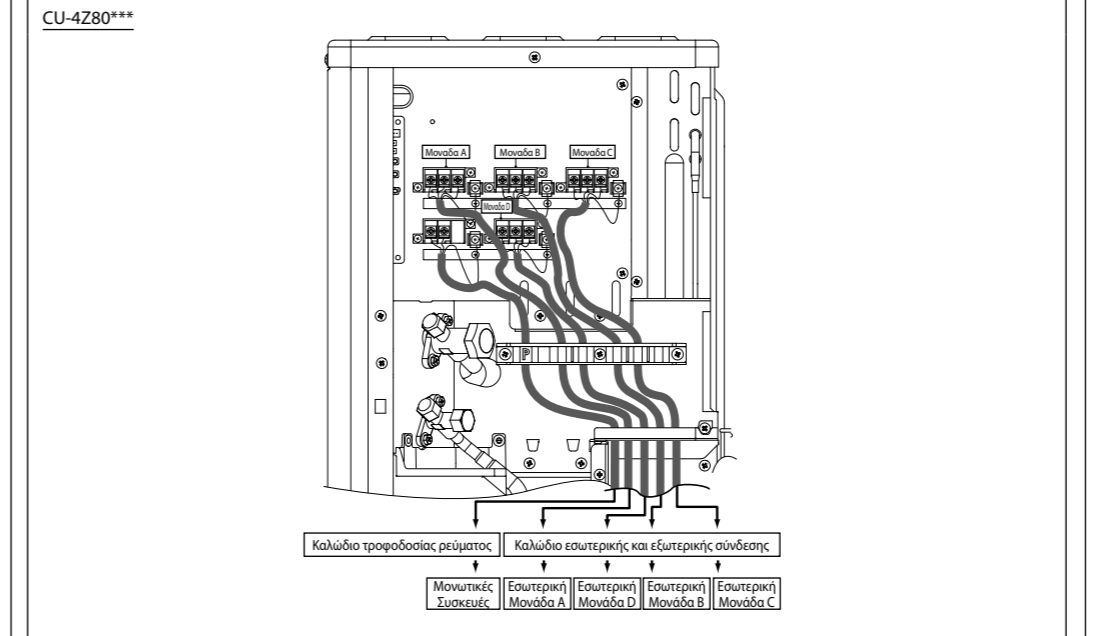 CU-4Z80***
Μοναδα A
Μοναδα B
Μοναδα C
Μοναδα D
P
Καλώδιο τροφοδοσίας ρεύματος
Καλώδιο εσωτερικής και εξωτερικής σύνδεσης
Μονωτικές
Συσκευές
Εσωτερική
Μονάδα A
Εσωτερική
Μονάδα D
Εσωτερική
Μονάδα B
Εσωτερική
Μονάδα C